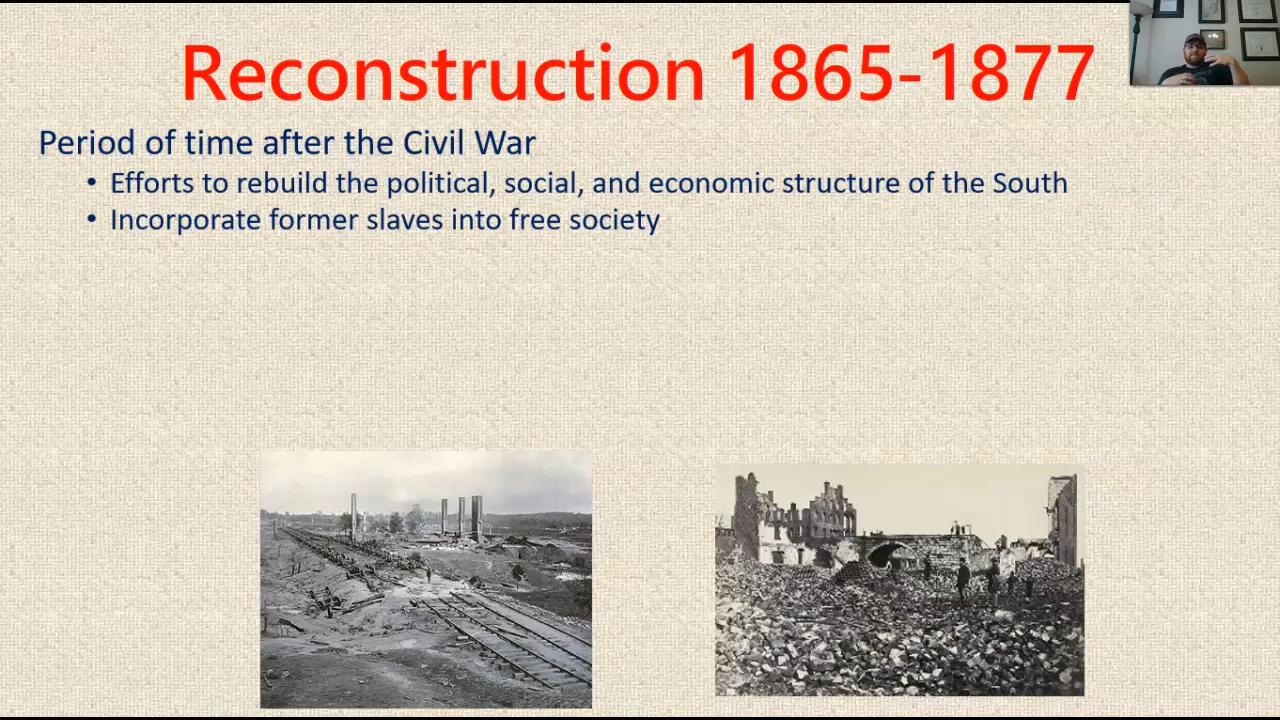 Reconstruction 1865-1877
Period of time after the Civil War
• Efforts to rebuild the political, social, and economic structure of the South
• Incorporate former slaves into free society